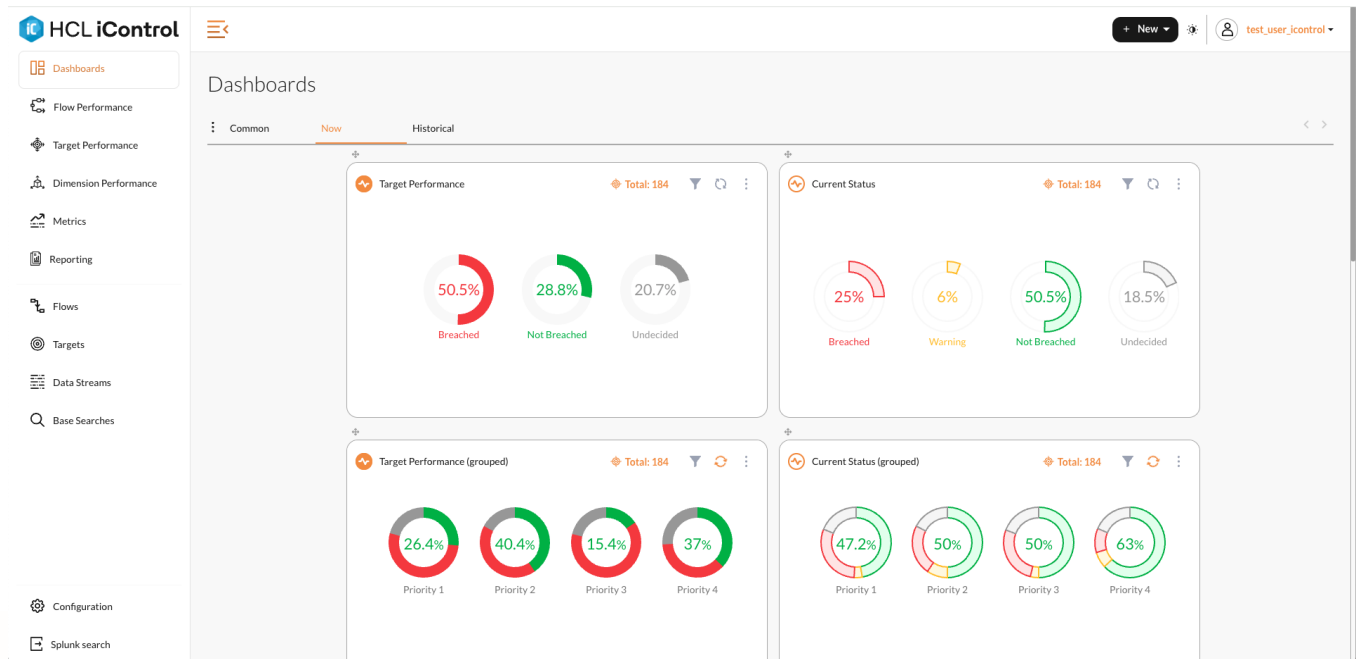 iC HCL iControl
+ New
test_user_icontrol
Dashboards
Flow Performance
Target Performance
Dimension Performance
Metrics
Reporting
Flows
Targets
Data Streams
Base Searches
Configuration
Splunk search
Dashboards
Common Now Historical
Target Performance Total: 184
50.5% 28.8% 20.7%
Breached Not Breached Undecided
Current Status Total: 184
25% 6% 50.5% 18.5%
Breached Warning Not Breached Undecided
Target Performance (grouped) Total: 184
26.4% 40.4% 15.4% 37%
Priority 1 Priority 2 Priority 3 Priority 4
Current Status (grouped) Total: 184
47.2% 50% 50% 63%
Priority 1 Priority 2 Priority 3 Priority 4